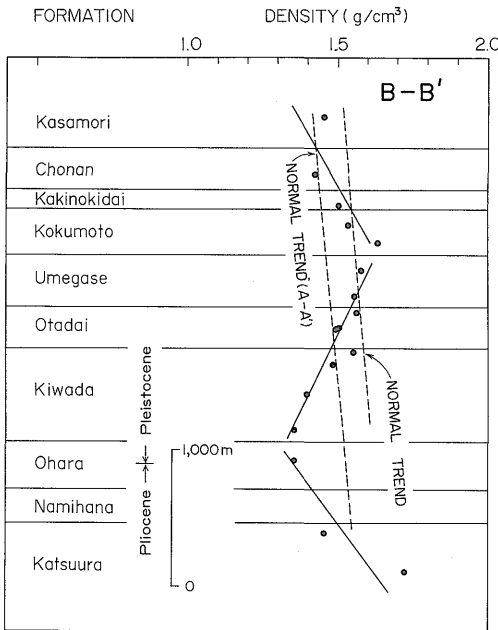 FORMATION DENSITY (g/cm³)
1.0 1.5 2.0
B-B'
Kasamori
Chonan
Kakinokidai
Kokumoto
Umegase
Otadai
Kiwada
Ohara
Namihana
Katsuura
NORMAL TREND (A-A')
NORMAL TREND
Pliocene Pleistocene
1,000m
0